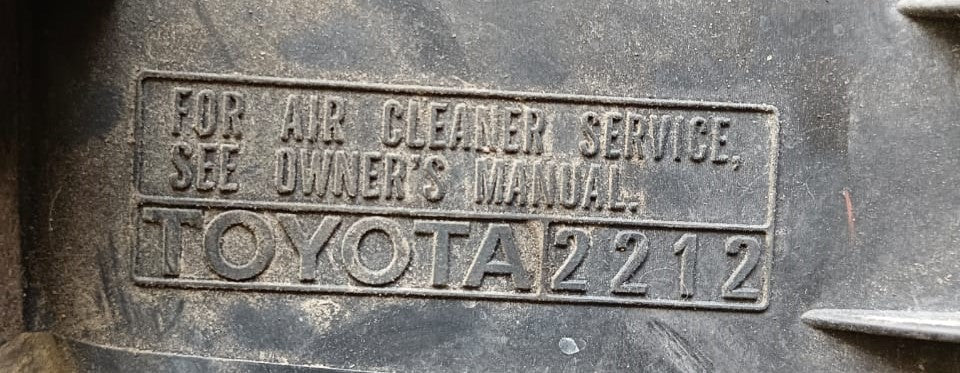 FOR AIR CLEANER SERVICE,
SEE OWNER'S MANUAL.
TOYOTA 2212